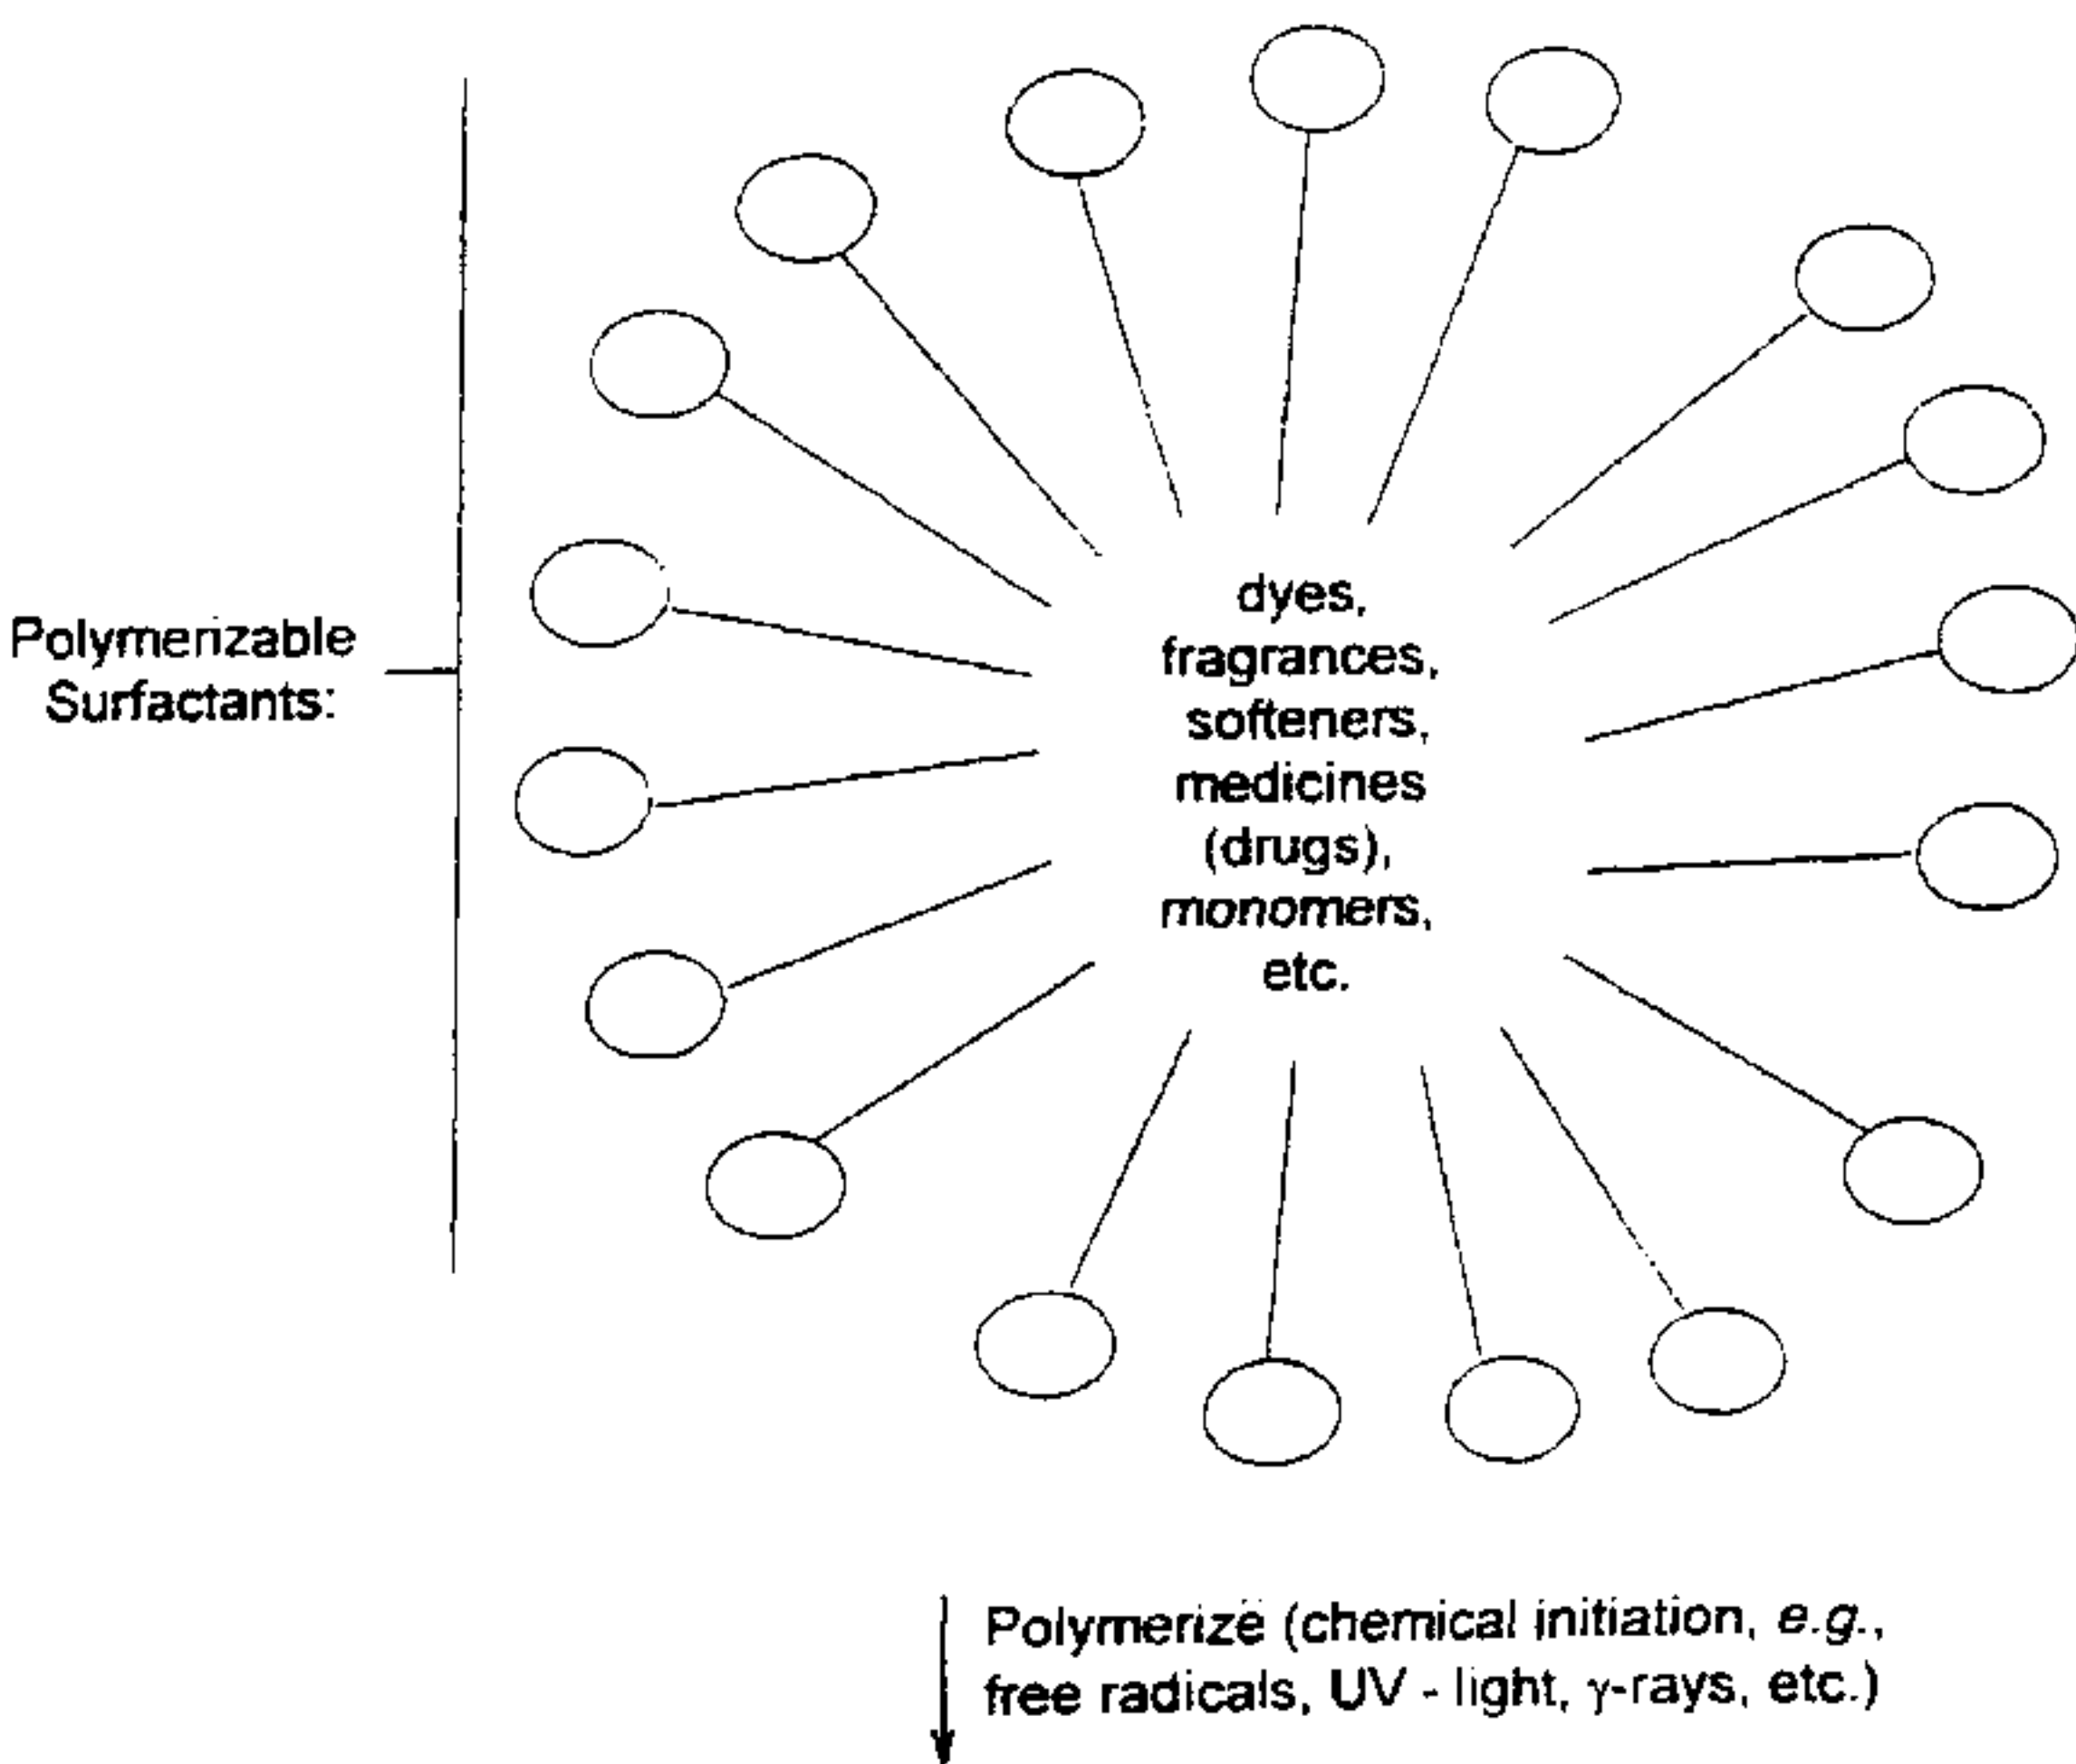 Polymerizable
Surfactants:
dyes,
fragrances,
softeners,
medicines
(drugs),
monomers,
etc.
Polymerize (chemical initiation, e.g.,
free radicals, UV - light, γ-rays, etc.)